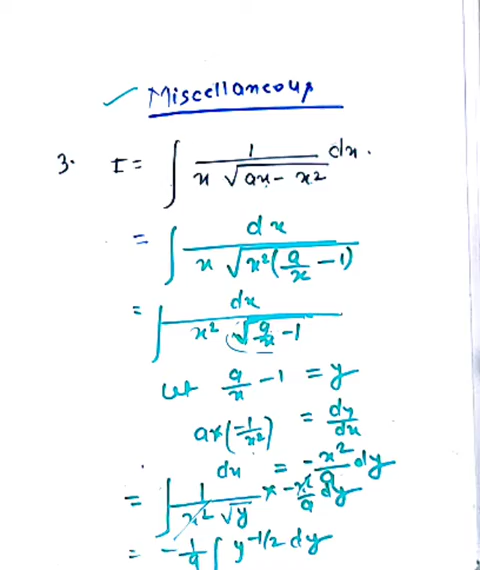 ✓ Miscellaneoup
3. I = ∫ 1 / (x √(ax - x2)) dx.
= ∫ dx / (x √(x²(a/x - 1)))
= ∫ dx / (x² √(a/x - 1))
Let a/x - 1 = y
a×(-1/x²) = dy/dx
dx = -x²/a dy
= ∫ 1 / (x² √y) × -x²/a dy
= -1/a ∫ y^-1/2 dy